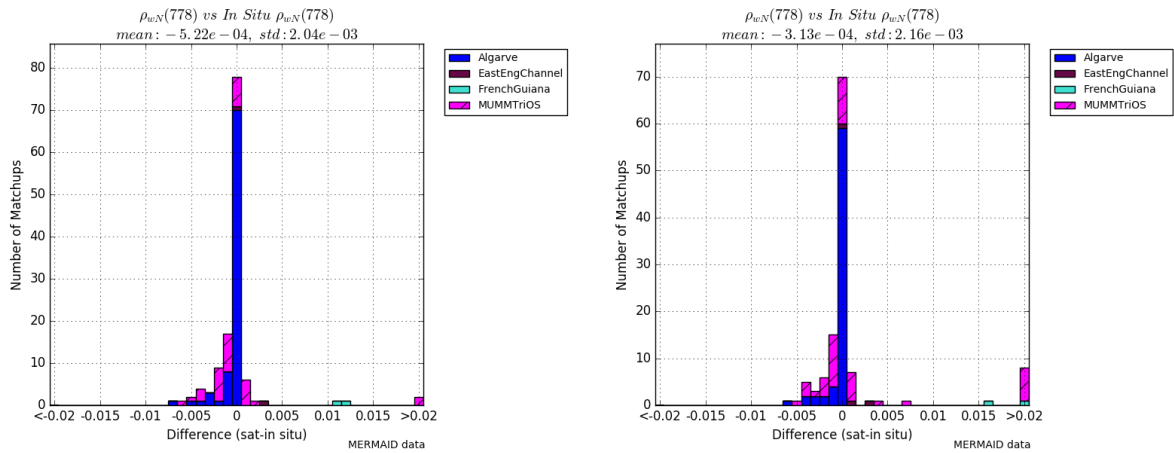 ρwN(778) vs In Situ ρwN(778)
mean: −5.22e − 04, std: 2.04e − 03
Algarve
EastEngChannel
FrenchGuiana
MUMMTriOS
Number of Matchups
80
70
60
50
40
30
20
10
0
<-0.02 -0.015 -0.01 -0.005 0 0.005 0.01 0.015 >0.02
Difference (sat-in situ)
MERMAID data
ρwN(778) vs In Situ ρwN(778)
mean: −3.13e − 04, std: 2.16e − 03
Algarve
EastEngChannel
FrenchGuiana
MUMMTriOS
Number of Matchups
70
60
50
40
30
20
10
0
<-0.02 -0.015 -0.01 -0.005 0 0.005 0.01 0.015 >0.02
Difference (sat-in situ)
MERMAID data